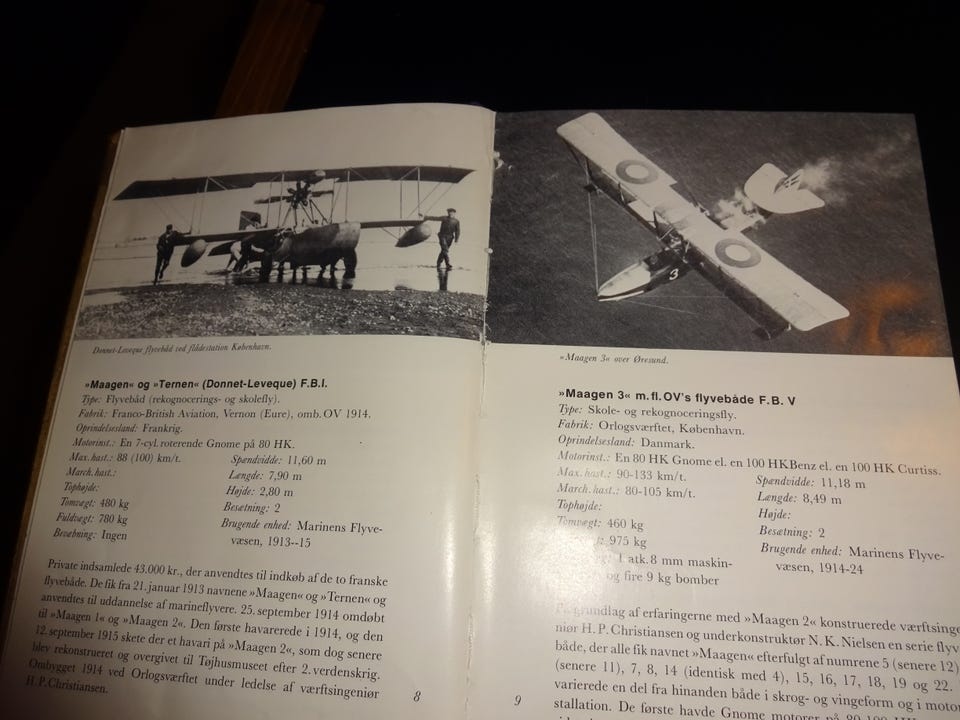 Donnet-Leveque flyvebåd ved flådestation København.
»Maagen« og »Ternen« (Donnet-Leveque) F.B.I.
Type: Flyvebåd (rekognocerings- og skolefly).
Fabrik: Franco-British Aviation, Vernon (Eure), omb. OV 1914.
Oprindelsesland: Frankrig.
Motorinst.: En 7-cyl. roterende Gnome på 80 HK.
Max. hast.: 88 (100) km/t.
March. hast.:
Tophøjde:
Tomvægt: 480 kg
Fuldvægt: 780 kg
Bevæbning: Ingen
Spændvidde: 11,60 m
Længde: 7,90 m
Højde: 2,80 m
Besætning: 2
Brugende enhed: Marinens Flyve-
væsen, 1913--15
Private indsamlede 43.000 kr., der anvendtes til indkøb af de to franske
flyvebåde. De fik fra 21. januar 1913 navnene »Maagen« og »Ternen« og
anvendtes til uddannelse af marineflyvere. 25. september 1914 omdøbt
til »Maagen 1« og »Maagen 2«. Den første havarerede i 1914, og den
12. september 1915 skete der et havari på »Maagen 2«, som dog senere
blev rekonstrueret og overgivet til Tøjhusmuseet efter 2. verdenskrig.
Ombygget 1914 ved Orlogsværftet under ledelse af værftsingeniør
H. P. Christiansen.
8
3
»Maagen 3« over Øresund.
»Maagen 3« m. fl. OV's flyvebåde F. B. V
Type: Skole- og rekognosceringsfly.
Fabrik: Orlogsværftet, København.
Oprindelsesland: Danmark.
Motorinst.: En 80 HK Gnome el. en 100 HK Benz el. en 100 HK Curtiss.
Max. hast.: 90-133 km/t.
March. hast.: 80-105 km/t.
Tophøjde:
Tomvægt: 460 kg
975 kg
1 atk. 8 mm maskin-
og fire 9 kg bomber
Spændvidde: 11,18 m
Længde: 8,49 m
Højde:
Besætning: 2
Brugende enhed: Marinens Flyve-
væsen, 1914-24
grundlag af erfaringerne med »Maagen 2« konstruerede værftsinge
niør H. P. Christiansen og underkonstruktør N. K. Nielsen en serie flyv
både, der alle fik navnet »Maagen« efterfulgt af numrene 5 (senere 12)
(senere 11), 7, 8, 14 (identisk med 4), 15, 16, 17, 18, 19 og 22.
varierede en del fra hinanden både i skrog- og vingeform og i motor
stallation. De første havde Gnome motorer på 80-100
9